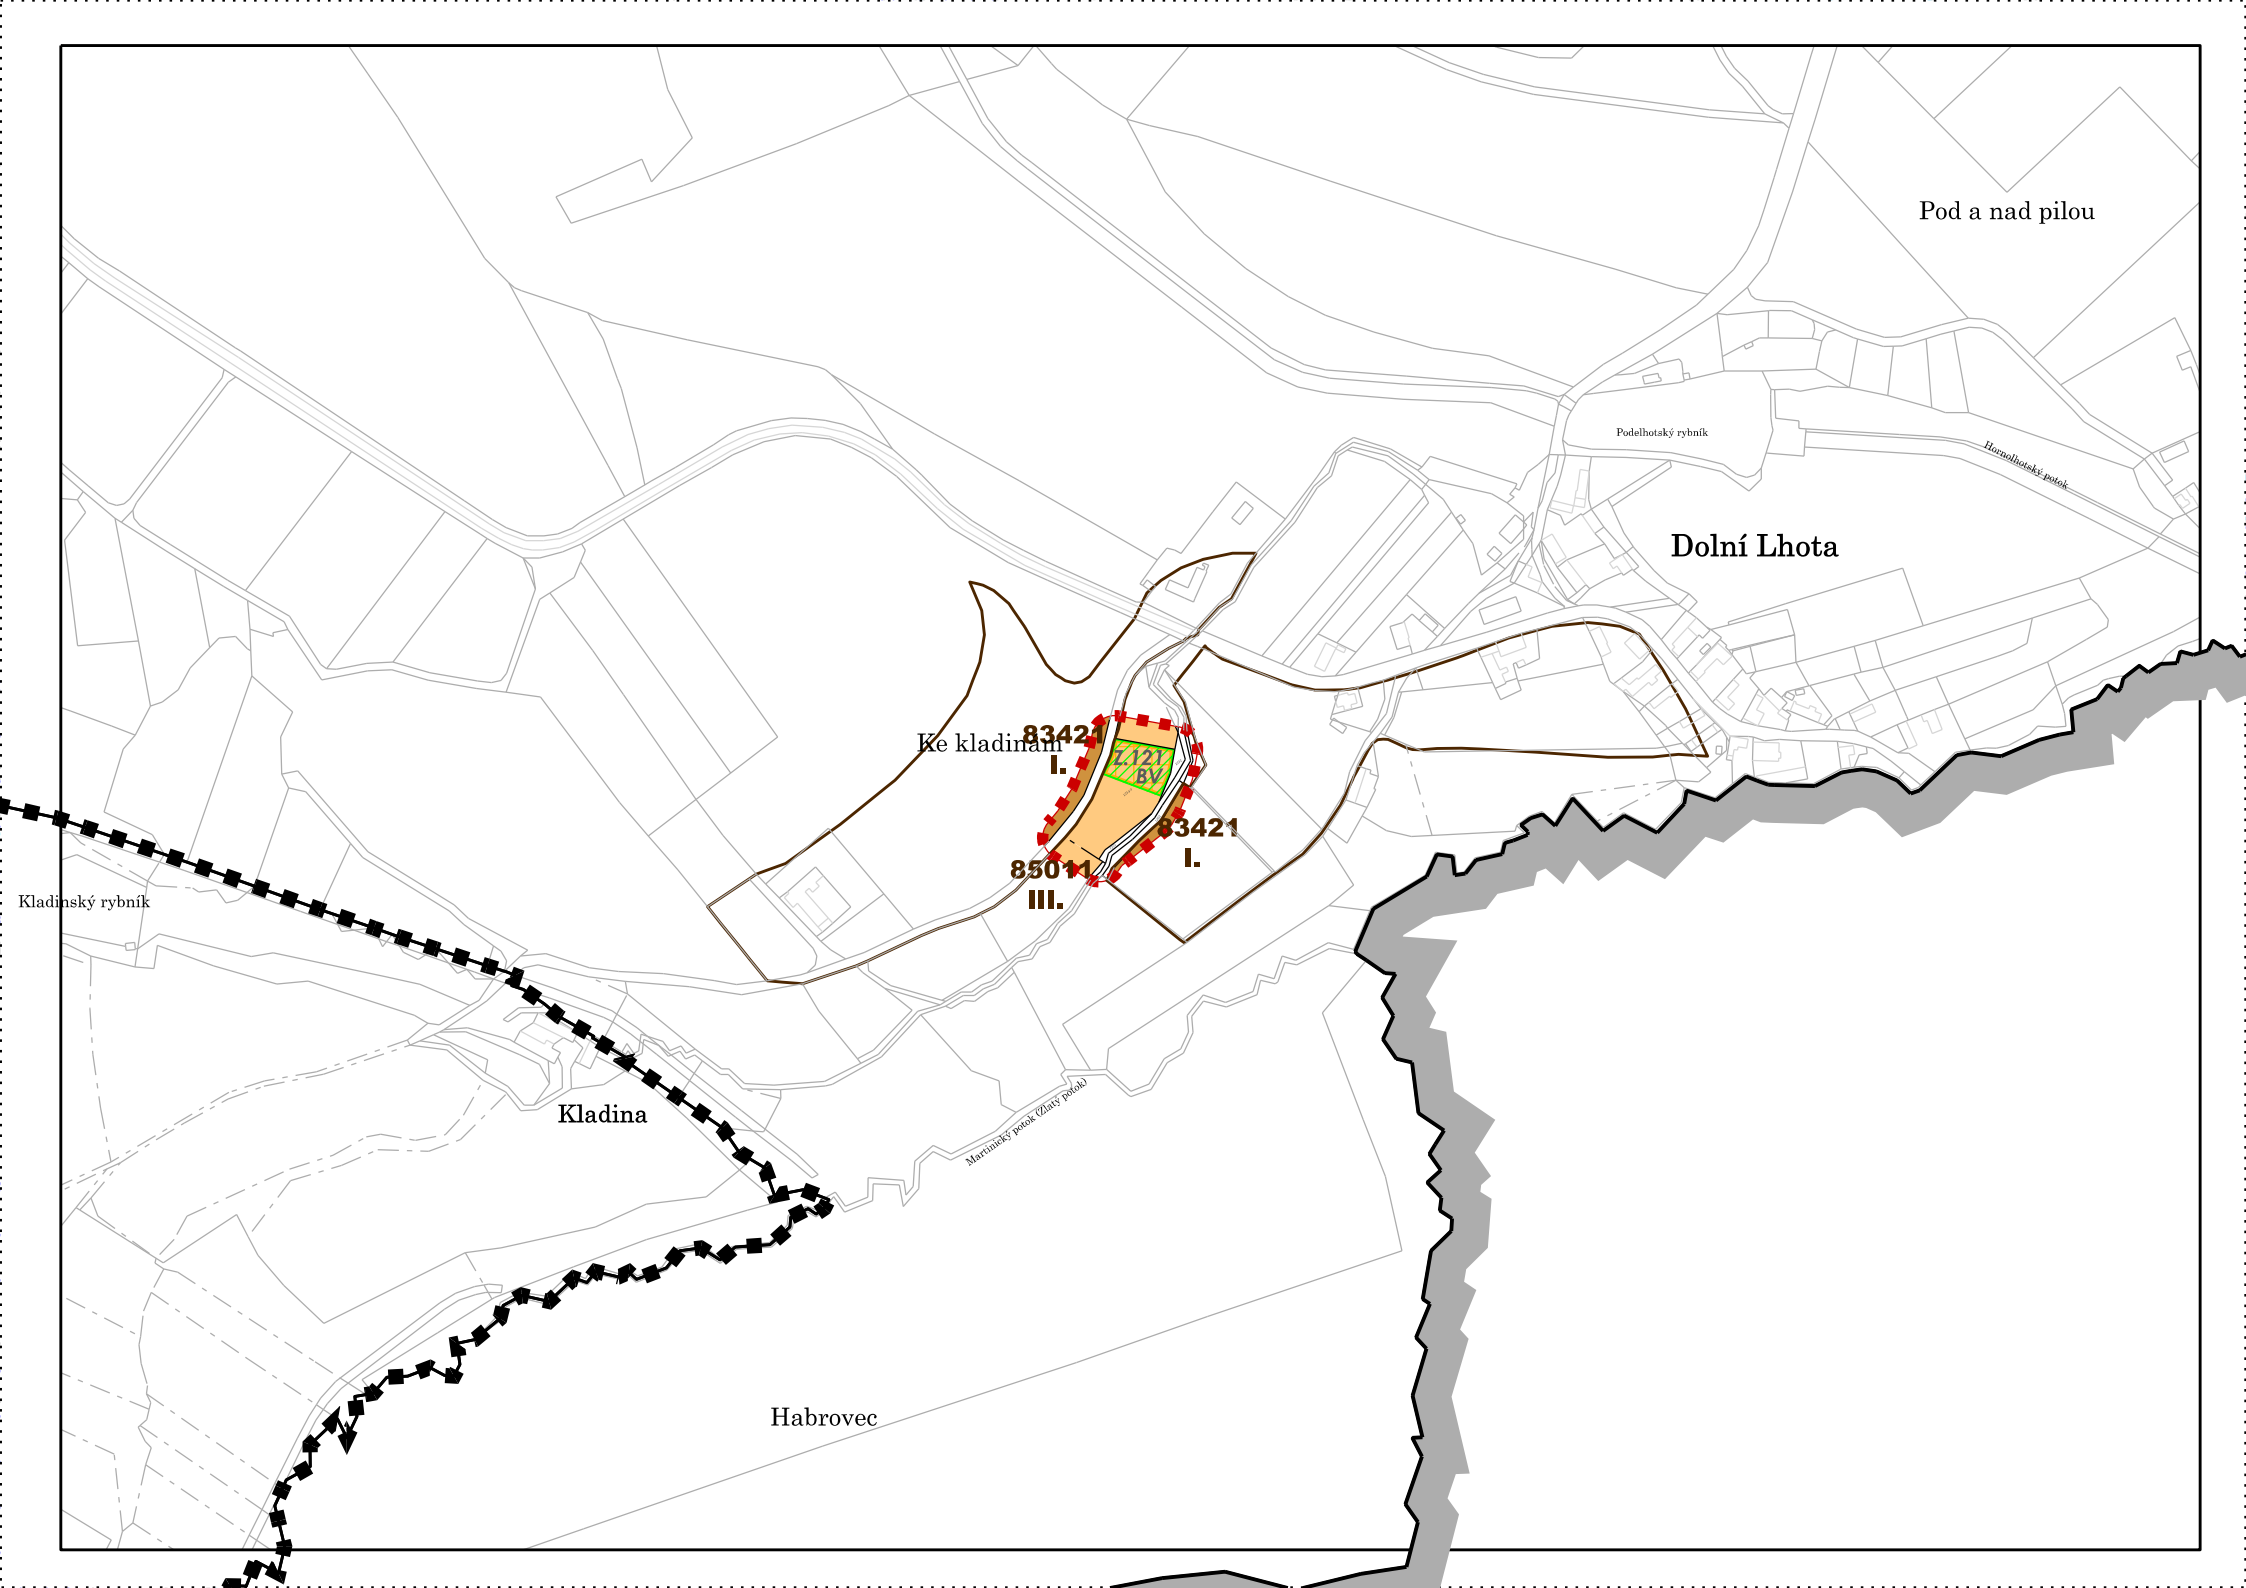 Pod a nad pilou
Podelhotský rybník
Hornolhotský potok
Dolní Lhota
83421
I.
Ke kladinám
Z.121
BV
83421
I.
85011
III.
Kladinský rybník
Kladina
Martinický potok (Zlatý potok)
Habrovec